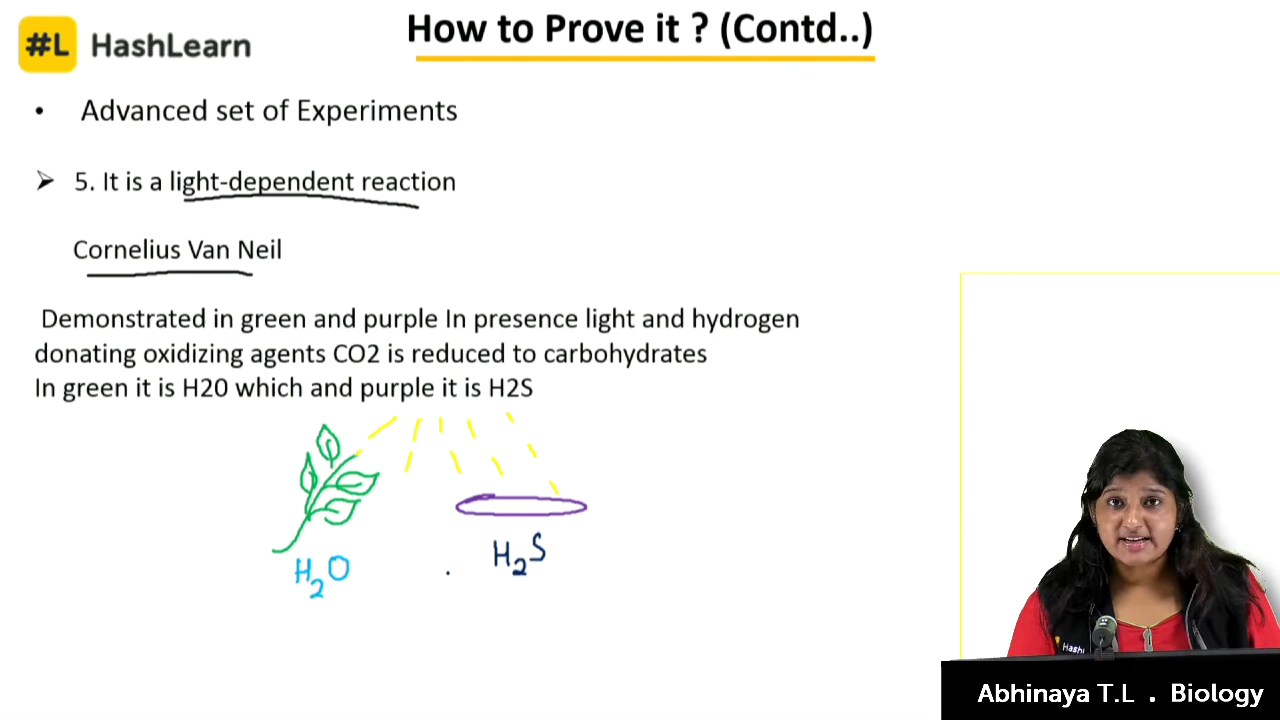 #L HashLearn
How to Prove it ? (Contd..)
• Advanced set of Experiments
➢ 5. It is a light-dependent reaction
Cornelius Van Neil
Demonstrated in green and purple In presence light and hydrogen
donating oxidizing agents CO2 is reduced to carbohydrates
In green it is H20 which and purple it is H2S
H2O
H2S
Hashl
Abhinaya T.L . Biology